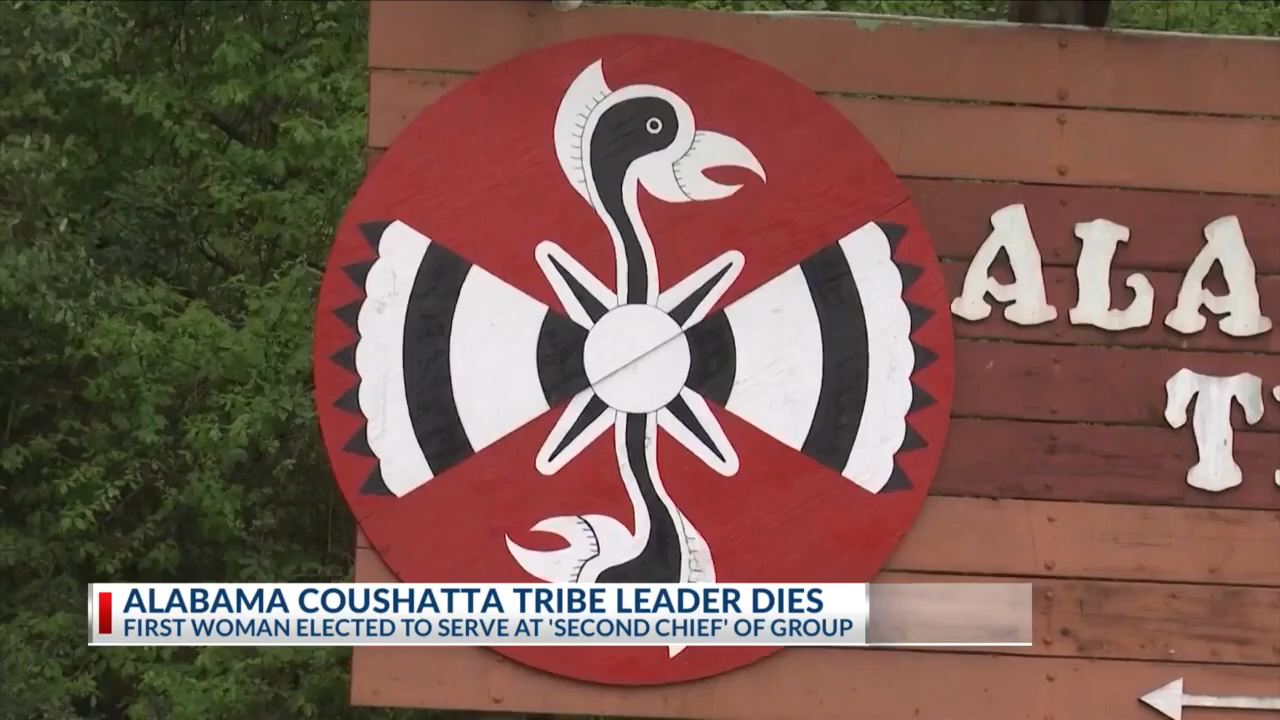 ALA
T
ALABAMA COUSHATTA TRIBE LEADER DIES
FIRST WOMAN ELECTED TO SERVE AT 'SECOND CHIEF' OF GROUP